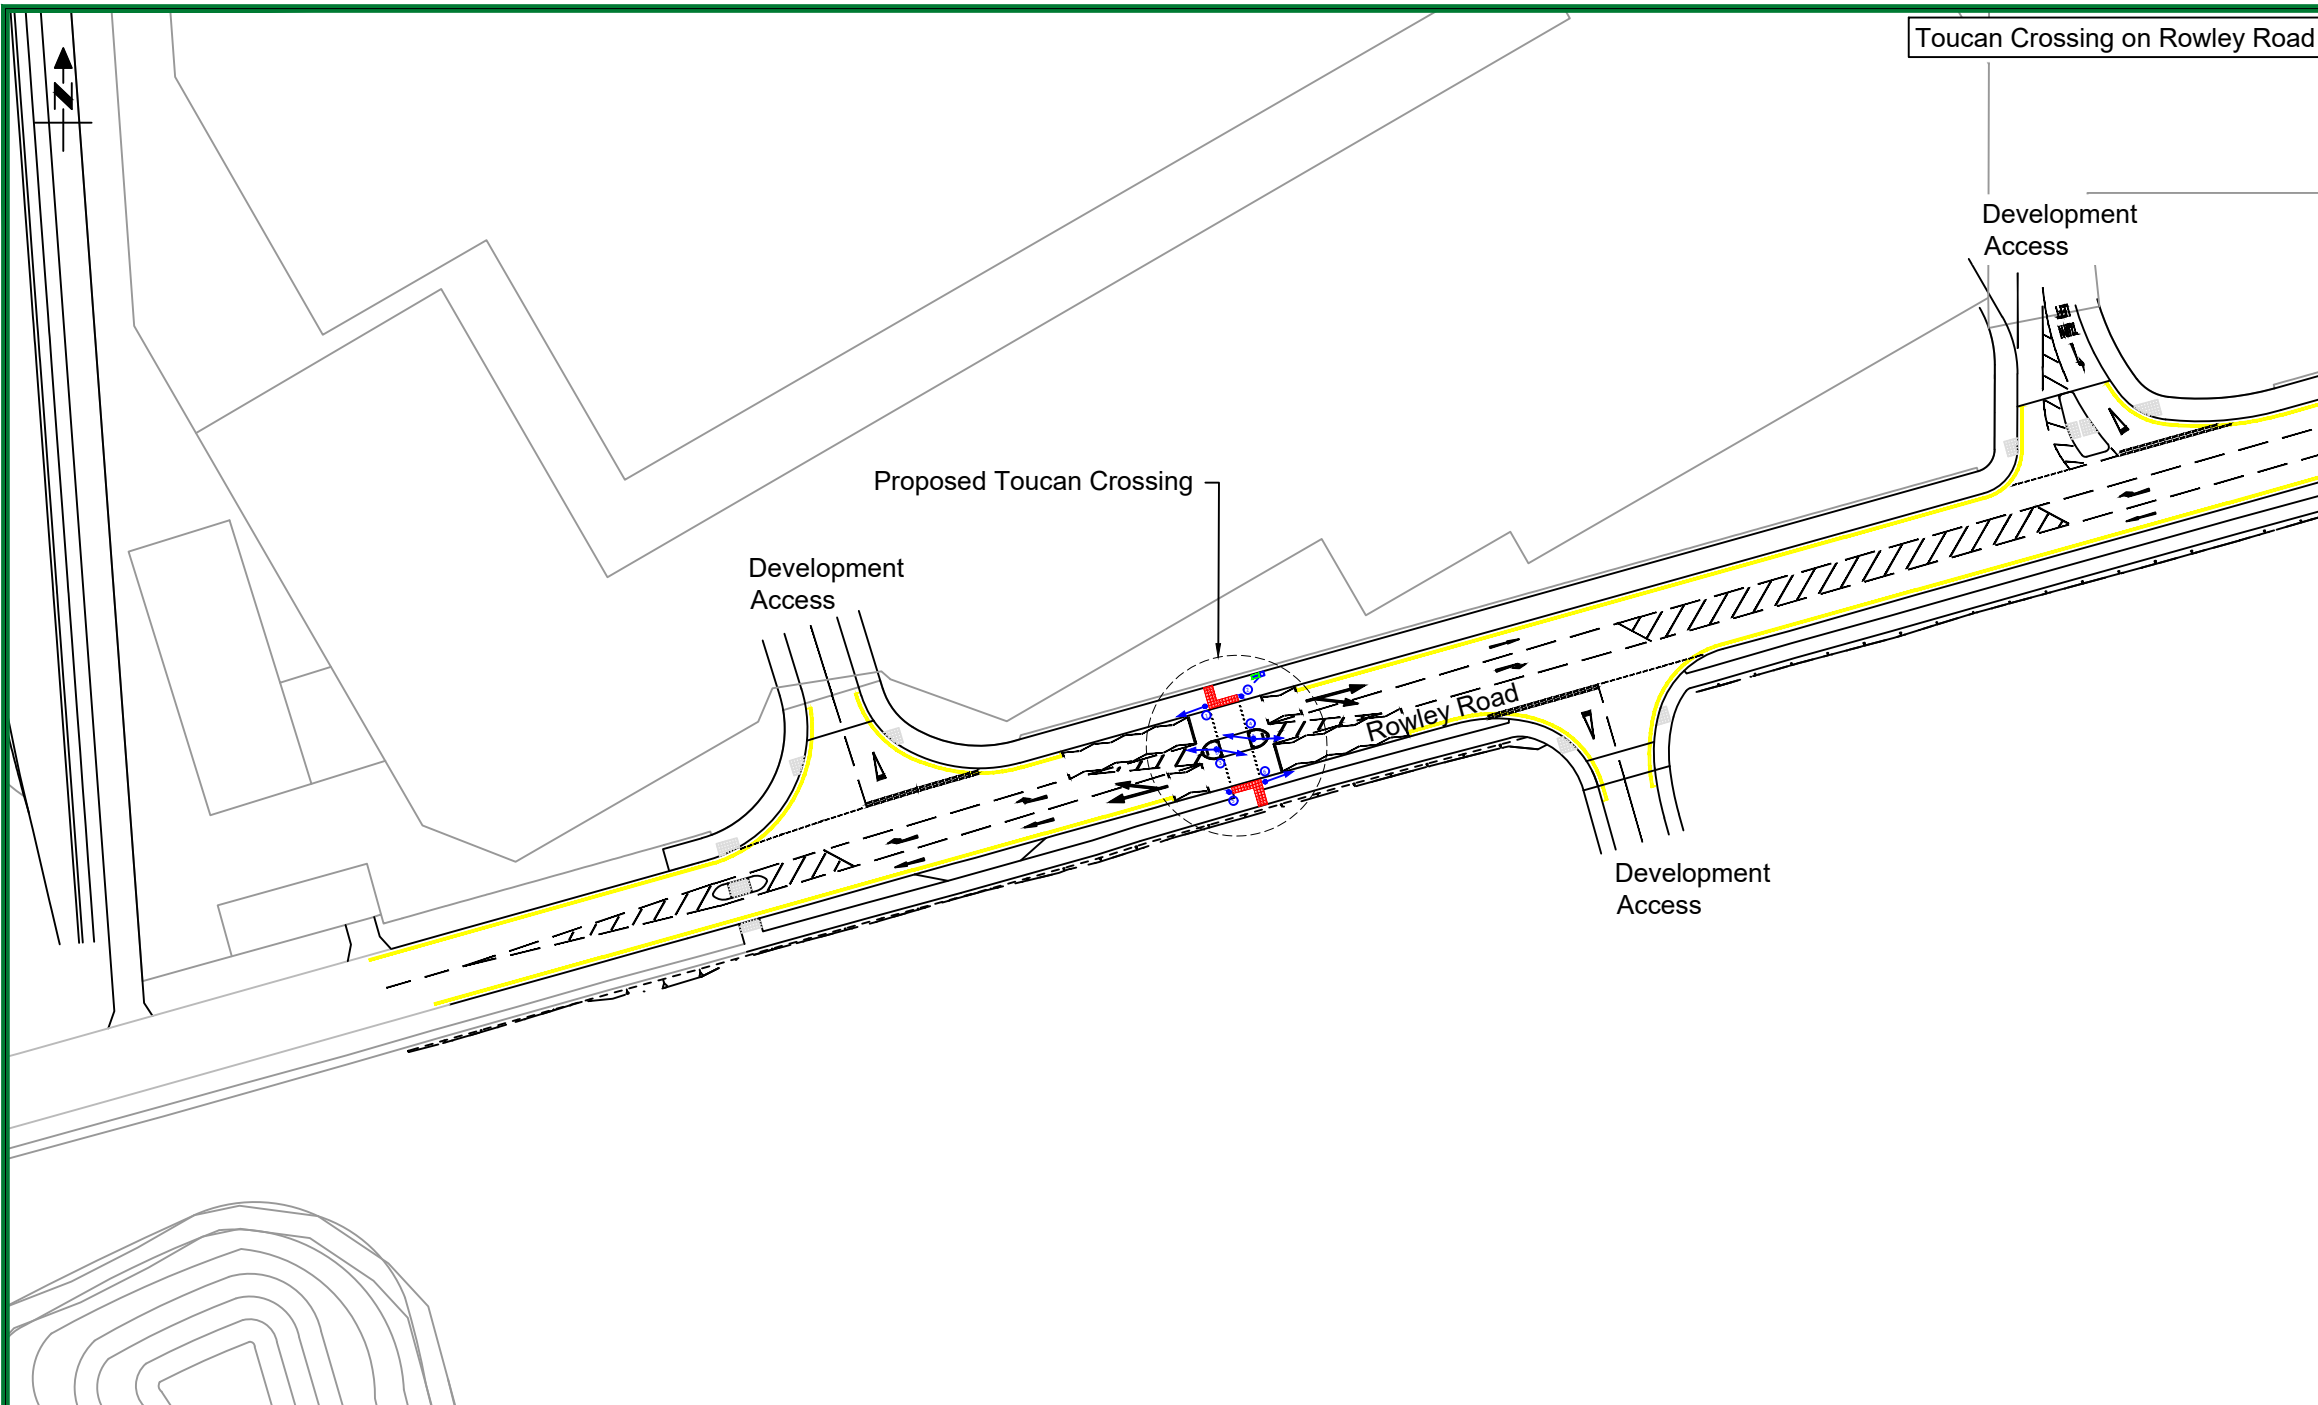 Toucan Crossing on Rowley Road
N
Development
Access
Proposed Toucan Crossing
Development
Access
Rowley Road
Development
Access